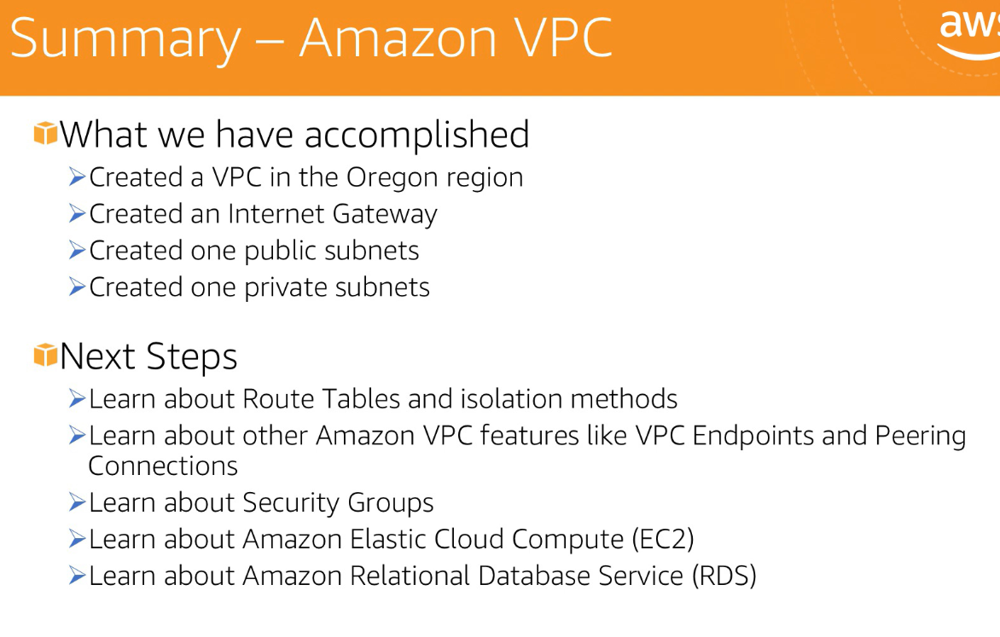 Summary – Amazon VPC
What we have accomplished
Created a VPC in the Oregon region
Created an Internet Gateway
Created one public subnets
Created one private subnets
Next Steps
Learn about Route Tables and isolation methods
Learn about other Amazon VPC features like VPC Endpoints and Peering
Connections
Learn about Security Groups
Learn about Amazon Elastic Cloud Compute (EC2)
Learn about Amazon Relational Database Service (RDS)